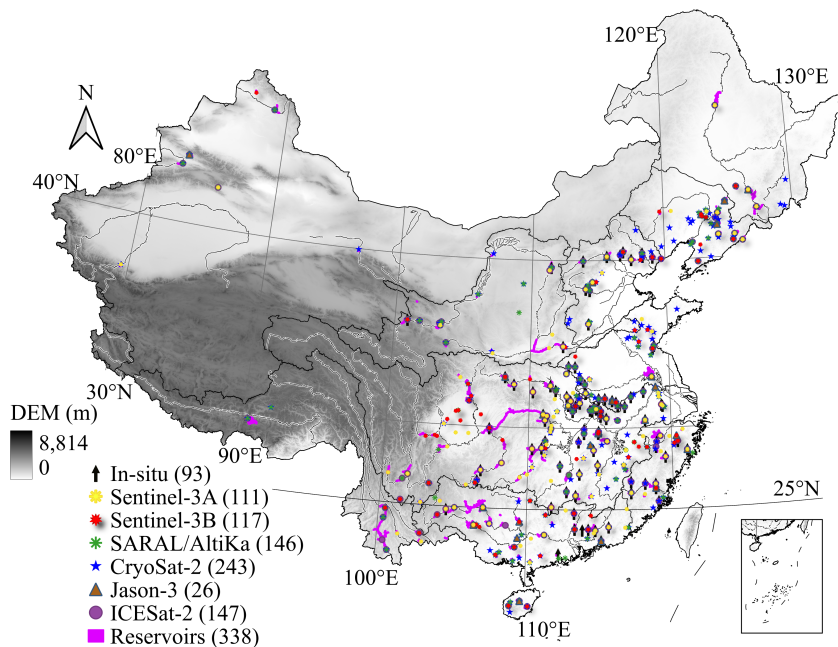 120°E
130°E
N
80°E
40°N
30°N
DEM (m)
8,814
0
90°E
In-situ (93)
Sentinel-3A (111)
Sentinel-3B (117)
SARAL/AltiKa (146)
CryoSat-2 (243)
Jason-3 (26)
ICESat-2 (147)
Reservoirs (338)
25°N
100°E
110°E